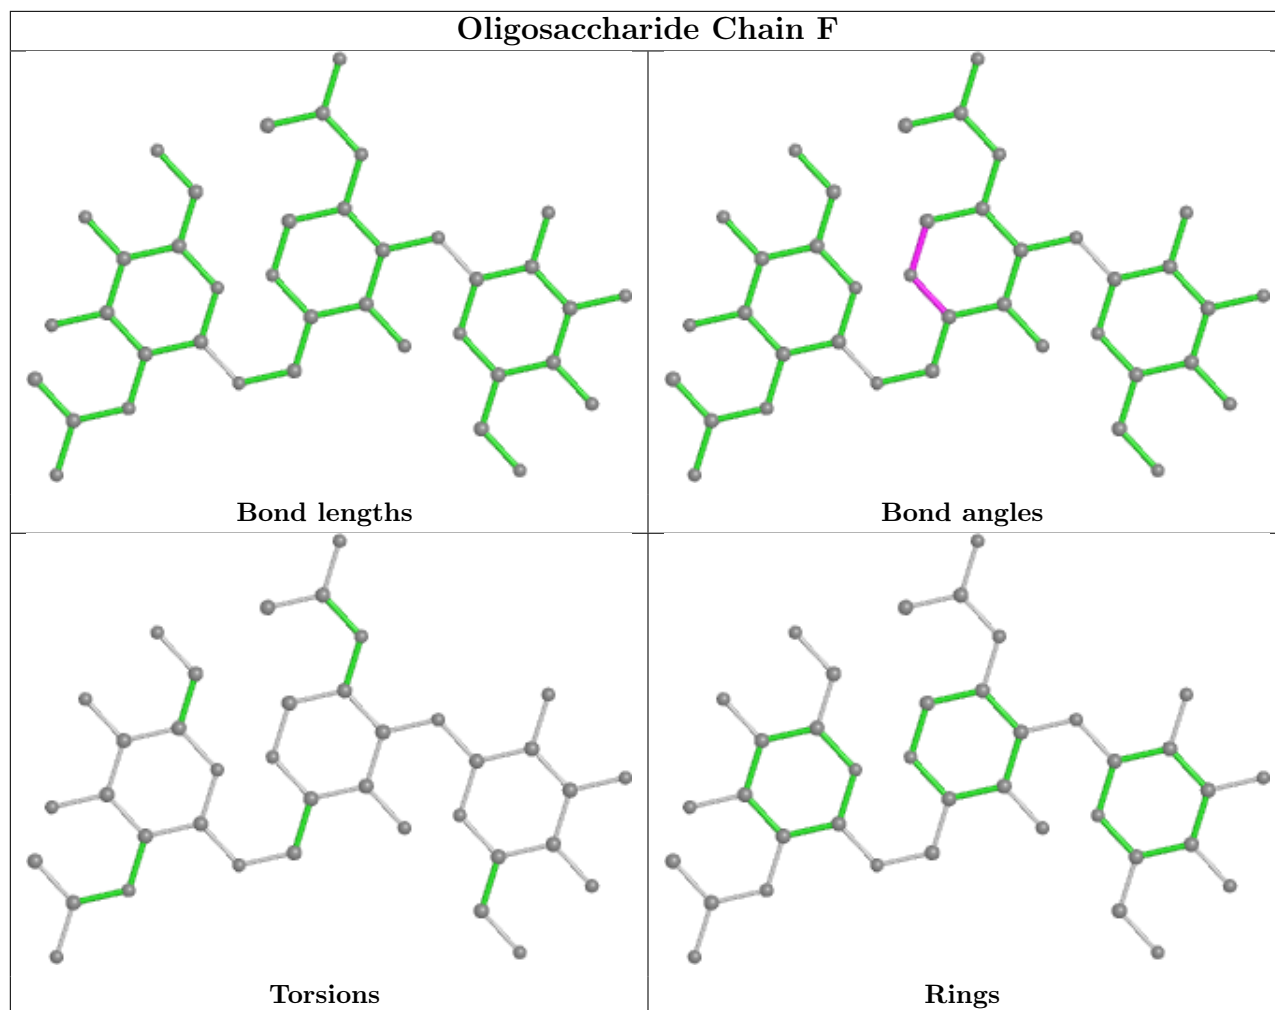 Oligosaccharide Chain F
Bond lengths
Bond angles
Torsions
Rings